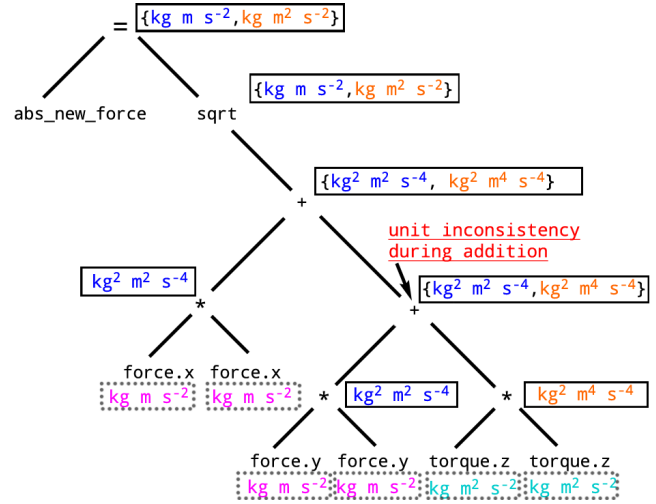 = {kg m s⁻²,kg m² s⁻²}
{kg m s⁻²,kg m² s⁻²}
abs_new_force sqrt
{kg² m² s⁻⁴, kg² m⁴ s⁻⁴}
+
unit inconsistency
during addition
kg² m² s⁻⁴
{kg² m² s⁻⁴,kg² m⁴ s⁻⁴}
* +
force.x force.x
kg m s⁻² kg m s⁻²
* kg² m² s⁻⁴ * kg² m⁴ s⁻⁴
force.y force.y torque.z torque.z
kg m s⁻² kg m s⁻² kg m² s⁻² kg m² s⁻²